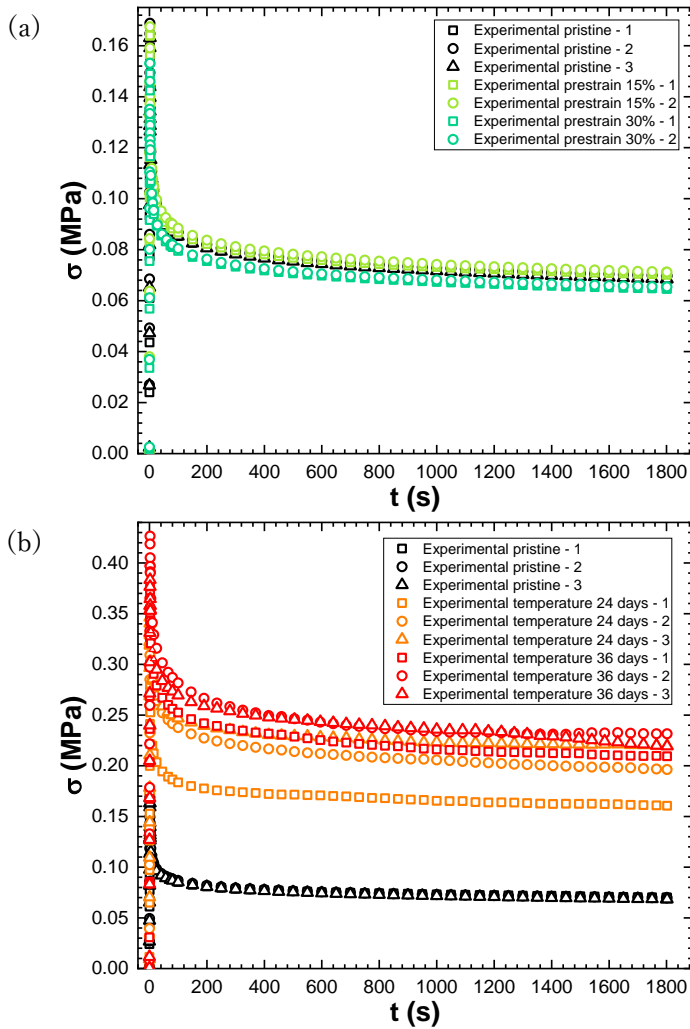 (a)
σ (MPa)
0.16
0.14
0.12
0.10
0.08
0.06
0.04
0.02
0.00
Experimental pristine - 1
Experimental pristine - 2
Experimental pristine - 3
Experimental prestrain 15% - 1
Experimental prestrain 15% - 2
Experimental prestrain 30% - 1
Experimental prestrain 30% - 2
0 200 400 600 800 1000 1200 1400 1600 1800
t (s)
(b)
σ (MPa)
0.40
0.35
0.30
0.25
0.20
0.15
0.10
0.05
0.00
Experimental pristine - 1
Experimental pristine - 2
Experimental pristine - 3
Experimental temperature 24 days - 1
Experimental temperature 24 days - 2
Experimental temperature 24 days - 3
Experimental temperature 36 days - 1
Experimental temperature 36 days - 2
Experimental temperature 36 days - 3
0 200 400 600 800 1000 1200 1400 1600 1800
t (s)